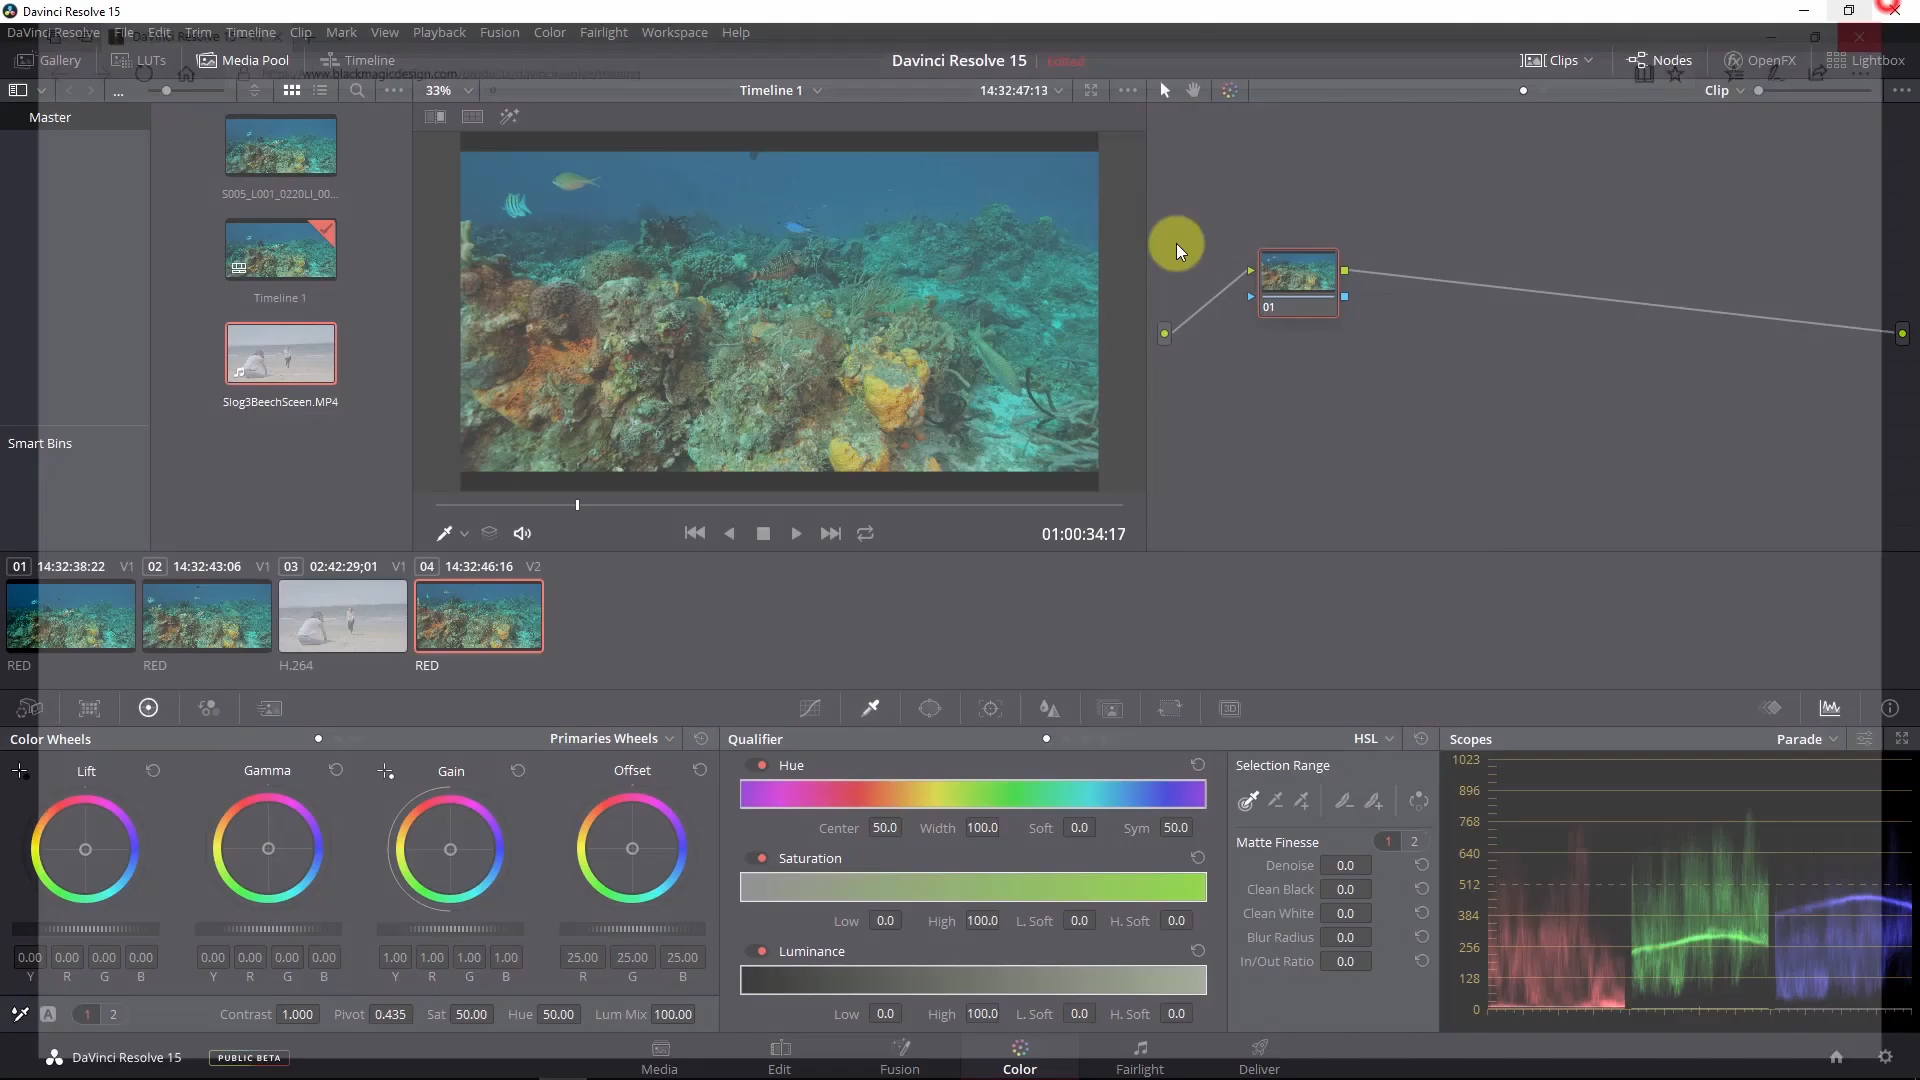 Davinci Resolve 15
DaVinci Resolve File Edit Trim Timeline Clip Mark View Playback Fusion Color Fairlight Workspace Help
Gallery LUTs Media Pool Timeline Davinci Resolve 15 Edited Clips Nodes OpenFX Lightbox
... 33% Timeline 1 14:32:47:13 Clip
Master
S005_L001_0220LI_00...
Timeline 1
Slog3BeechSceen.MP4
Smart Bins
01
01:00:34:17
01 14:32:38:22 V1 02 14:32:43:06 V1 03 02:42:29;01 V1 04 14:32:46:16 V2
RED RED H.264 RED
3D
Color Wheels Primaries Wheels Qualifier HSL Scopes Parade
Lift Gamma Gain Offset
0.00 0.00 0.00 0.00 0.00 0.00 0.00 0.00 1.00 1.00 1.00 1.00 25.00 25.00 25.00
Y R G B Y R G B Y R G B R G B
A 1 2 Contrast 1.000 Pivot 0.435 Sat 50.00 Hue 50.00 Lum Mix 100.00
Hue
Center 50.0 Width 100.0 Soft 0.0 Sym 50.0
Saturation
Low 0.0 High 100.0 L. Soft 0.0 H. Soft 0.0
Luminance
Low 0.0 High 100.0 L. Soft 0.0 H. Soft 0.0
Selection Range
Matte Finesse 1 2
Denoise 0.0
Clean Black 0.0
Clean White 0.0
Blur Radius 0.0
In/Out Ratio 0.0
1023
896
768
640
512
384
256
128
0
DaVinci Resolve 15 PUBLIC BETA
Media Edit Fusion Color Fairlight Deliver